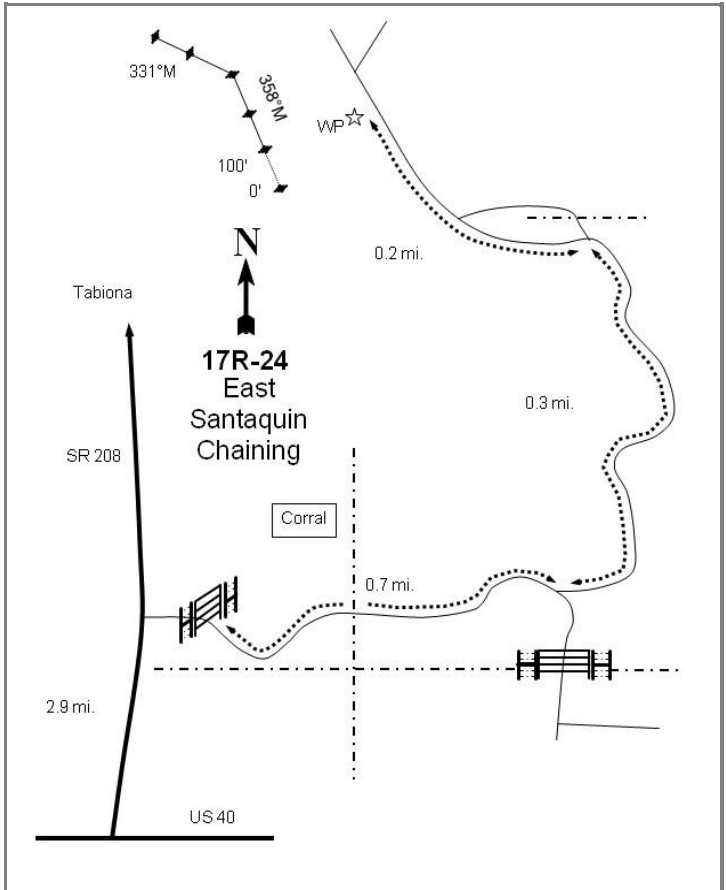 331°M
358°M
WP
100'
0'
N
0.2 mi.
Tabiona
17R-24
East
Santaquin
Chaining
0.3 mi.
SR 208
Corral
0.7 mi.
2.9 mi.
US 40